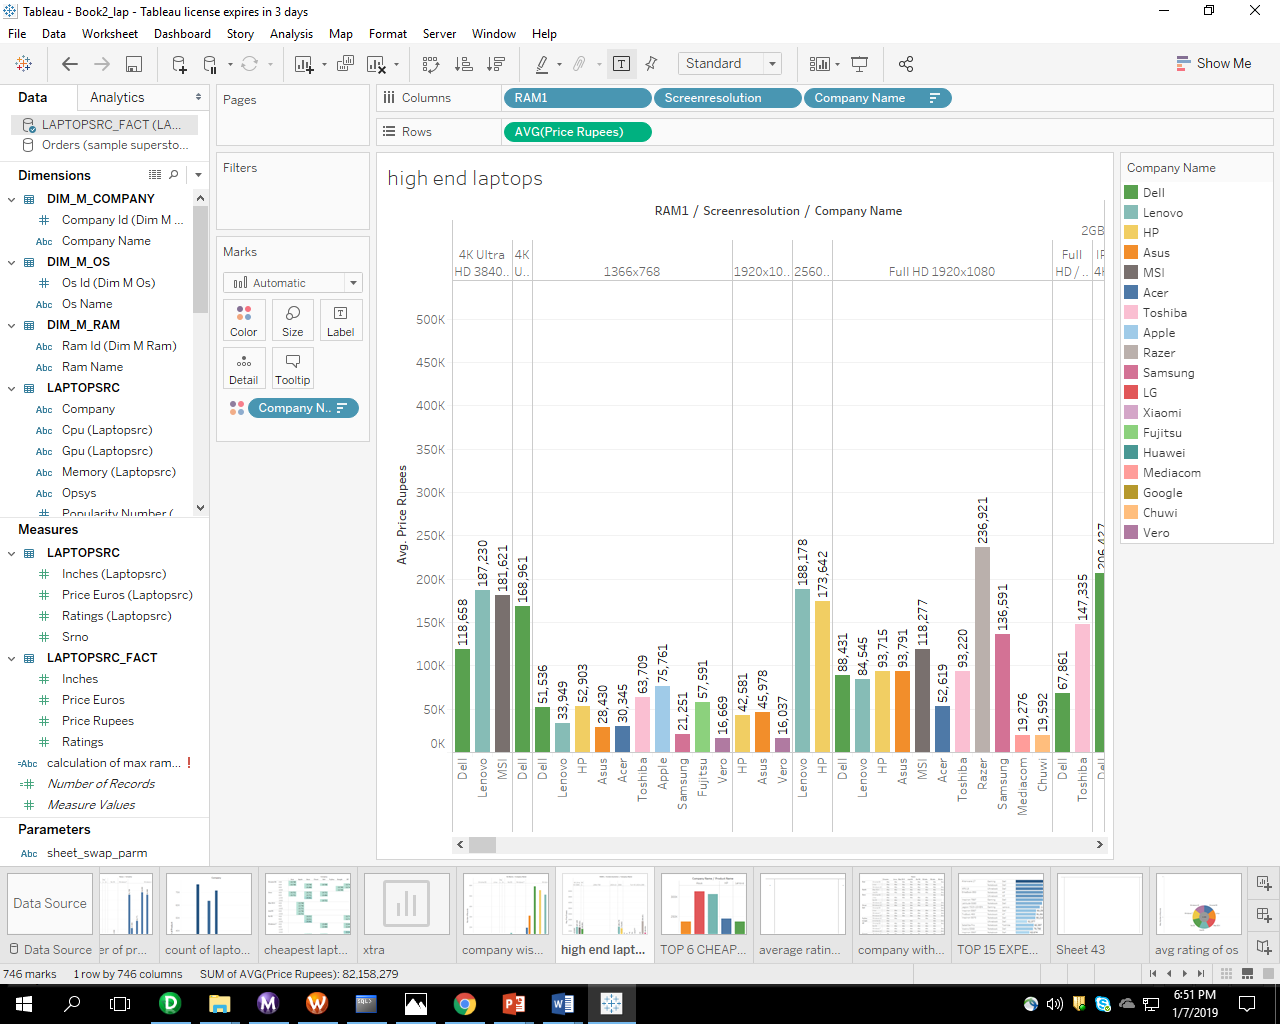 Tableau - Book2_lap - Tableau license expires in 3 days
File Data Worksheet Dashboard Story Analysis Map Format Server Window Help
Standard
Show Me
Data Analytics
LAPTOPSRC_FACT (LA...
Orders (sample supersto...
Dimensions
DIM_M_COMPANY
Company Id (Dim M ...
Abc Company Name
DIM_M_OS
Os Id (Dim M Os)
Abc Os Name
DIM_M_RAM
Abc Ram Id (Dim M Ram)
Abc Ram Name
LAPTOPSRC
Abc Company
Abc Cpu (Laptopsrc)
Abc Gpu (Laptopsrc)
Abc Memory (Laptopsrc)
Abc Opsys
Abc Popularity Number (
Measures
LAPTOPSRC
Inches (Laptopsrc)
Price Euros (Laptopsrc)
Ratings (Laptopsrc)
Srno
LAPTOPSRC_FACT
Inches
Price Euros
Price Rupees
Ratings
=Abc calculation of max ram... !
=# Number of Records
# Measure Values
Parameters
Abc sheet_swap_parm
Pages
Filters
Marks
Automatic
Color Size Label
Detail Tooltip
Company N..
Columns RAM1 Screenresolution Company Name
Rows AVG(Price Rupees)
high end laptops
RAM1 / Screenresolution / Company Name
2GB
4K Ultra HD 3840..
4K U..
1366x768
1920x10..
2560..
Full HD 1920x1080
Full HD / ..
Avg. Price Rupees
500K
450K
400K
350K
300K
250K
200K
150K
100K
50K
0K
118,658 187,230 181,621 168,961 51,536 33,949 52,903 28,430 30,345 63,709 75,761 21,251 57,591 16,669 42,581 45,978 16,037 188,178 173,642 88,431 84,545 93,715 93,791 118,277 52,619 93,220 236,921 136,591 19,276 19,592 67,861 147,335 206,427
Dell Lenovo MSI Dell Dell Lenovo HP Asus Acer Toshiba Apple Samsung Fujitsu Vero HP Asus Vero Lenovo HP Dell Lenovo HP Asus MSI Acer Toshiba Razer Samsung Mediacom Chuwi Dell Toshiba Dell
Company Name
Dell
Lenovo
HP
Asus
MSI
Acer
Toshiba
Apple
Razer
Samsung
LG
Xiaomi
Fujitsu
Huawei
Mediacom
Google
Chuwi
Vero
Data Source
Data Source er of pr... count of lapto... cheapest lapt... xtra company wis... high end lapt... TOP 6 CHEAP... average ratin... company with... TOP 15 EXPE... Sheet 43 avg rating of os
746 marks 1 row by 746 columns SUM of AVG(Price Rupees): 82,158,279
6:51 PM
1/7/2019